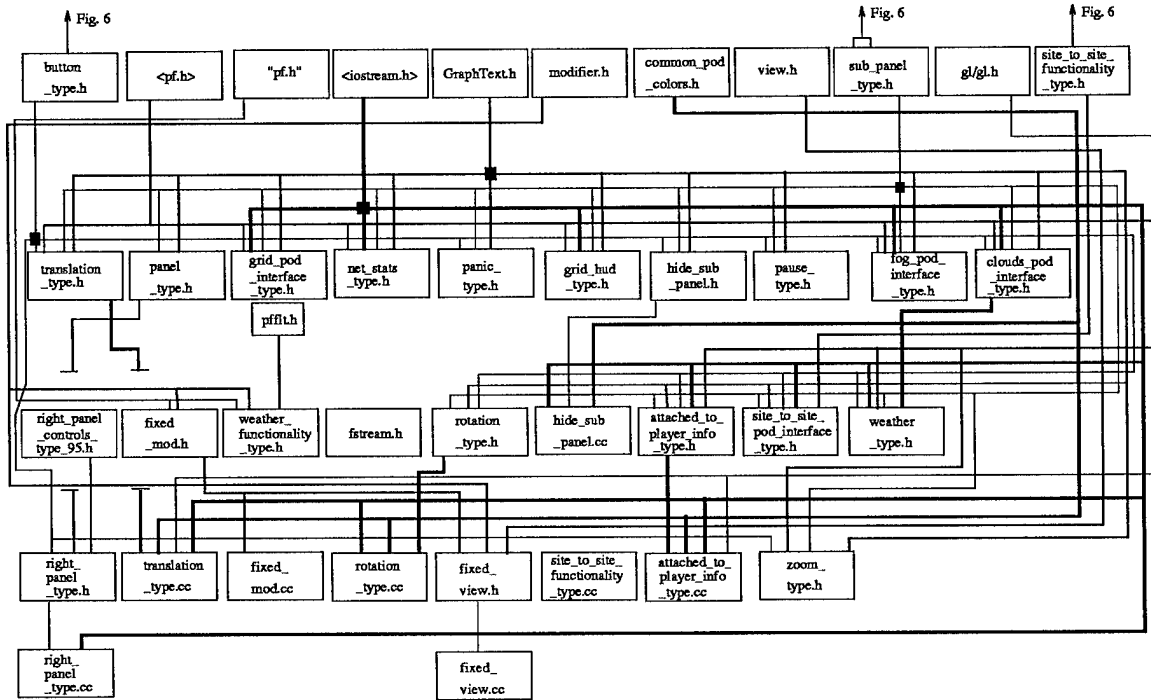 Fig. 6
Fig. 6
Fig. 6
button
_type.h
<pf.h>
"pf.h"
<iostream.h>
GraphText.h
modifier.h
common_pod
_colors.h
view.h
sub_panel
_type.h
gl/gl.h
site_to_site_
functionality
_type.h
translation
_type.h
panel
_type.h
grid_pod
_interface
_type.h
net_stats
_type.h
panic_
type.h
grid_hud
_type.h
hide_sub
_panel.h
pause_
type.h
fog_pod_
interface
_type.h
clouds_pod
_interface
_type.h
pfflt.h
right_panel
_controls_
type_95.h
fixed
_mod.h
weather_
functionality
_type.h
fstream.h
rotation
_type.h
hide_sub
_panel.cc
attached_to
_player_info
_type.h
site_to_site_
pod_interface
_type.h
weather
_type.h
right_
panel
_type.h
translation
_type.cc
fixed_
mod.cc
rotation
_type.cc
fixed_
view.h
site_to_site_
functionality
_type.cc
attached_to_
player_info
_type.cc
zoom_
type.h
right_
panel
_type.cc
fixed_
view.cc